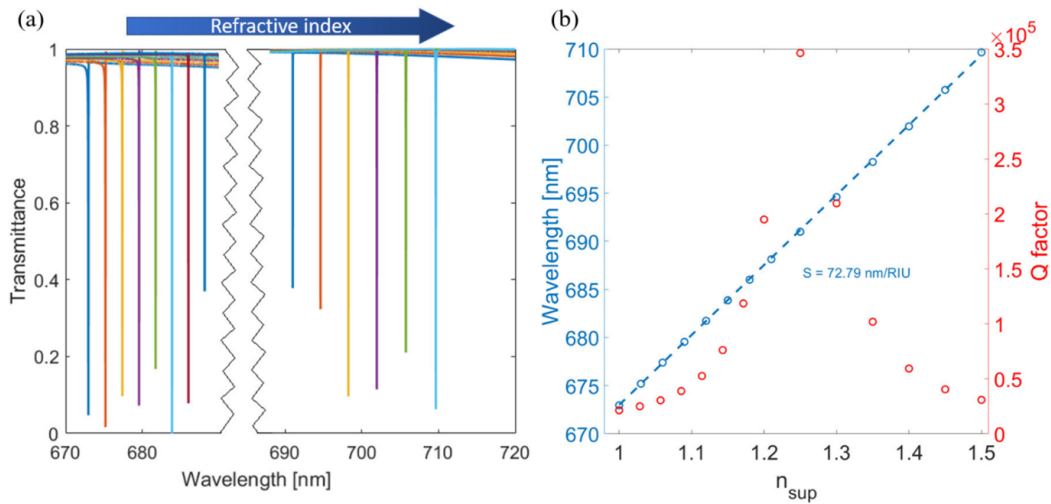 (a)
Refractive index
1
0.8
0.6
0.4
0.2
0
Transmittance
670 680 690 700 710 720
Wavelength [nm]
(b)
710
705
700
695
690
685
680
675
670
Wavelength [nm]
S = 72.79 nm/RIU
1 1.1 1.2 1.3 1.4 1.5
n_sup
×10^5
3.5
3
2.5
2
1.5
1
0.5
0
Q factor